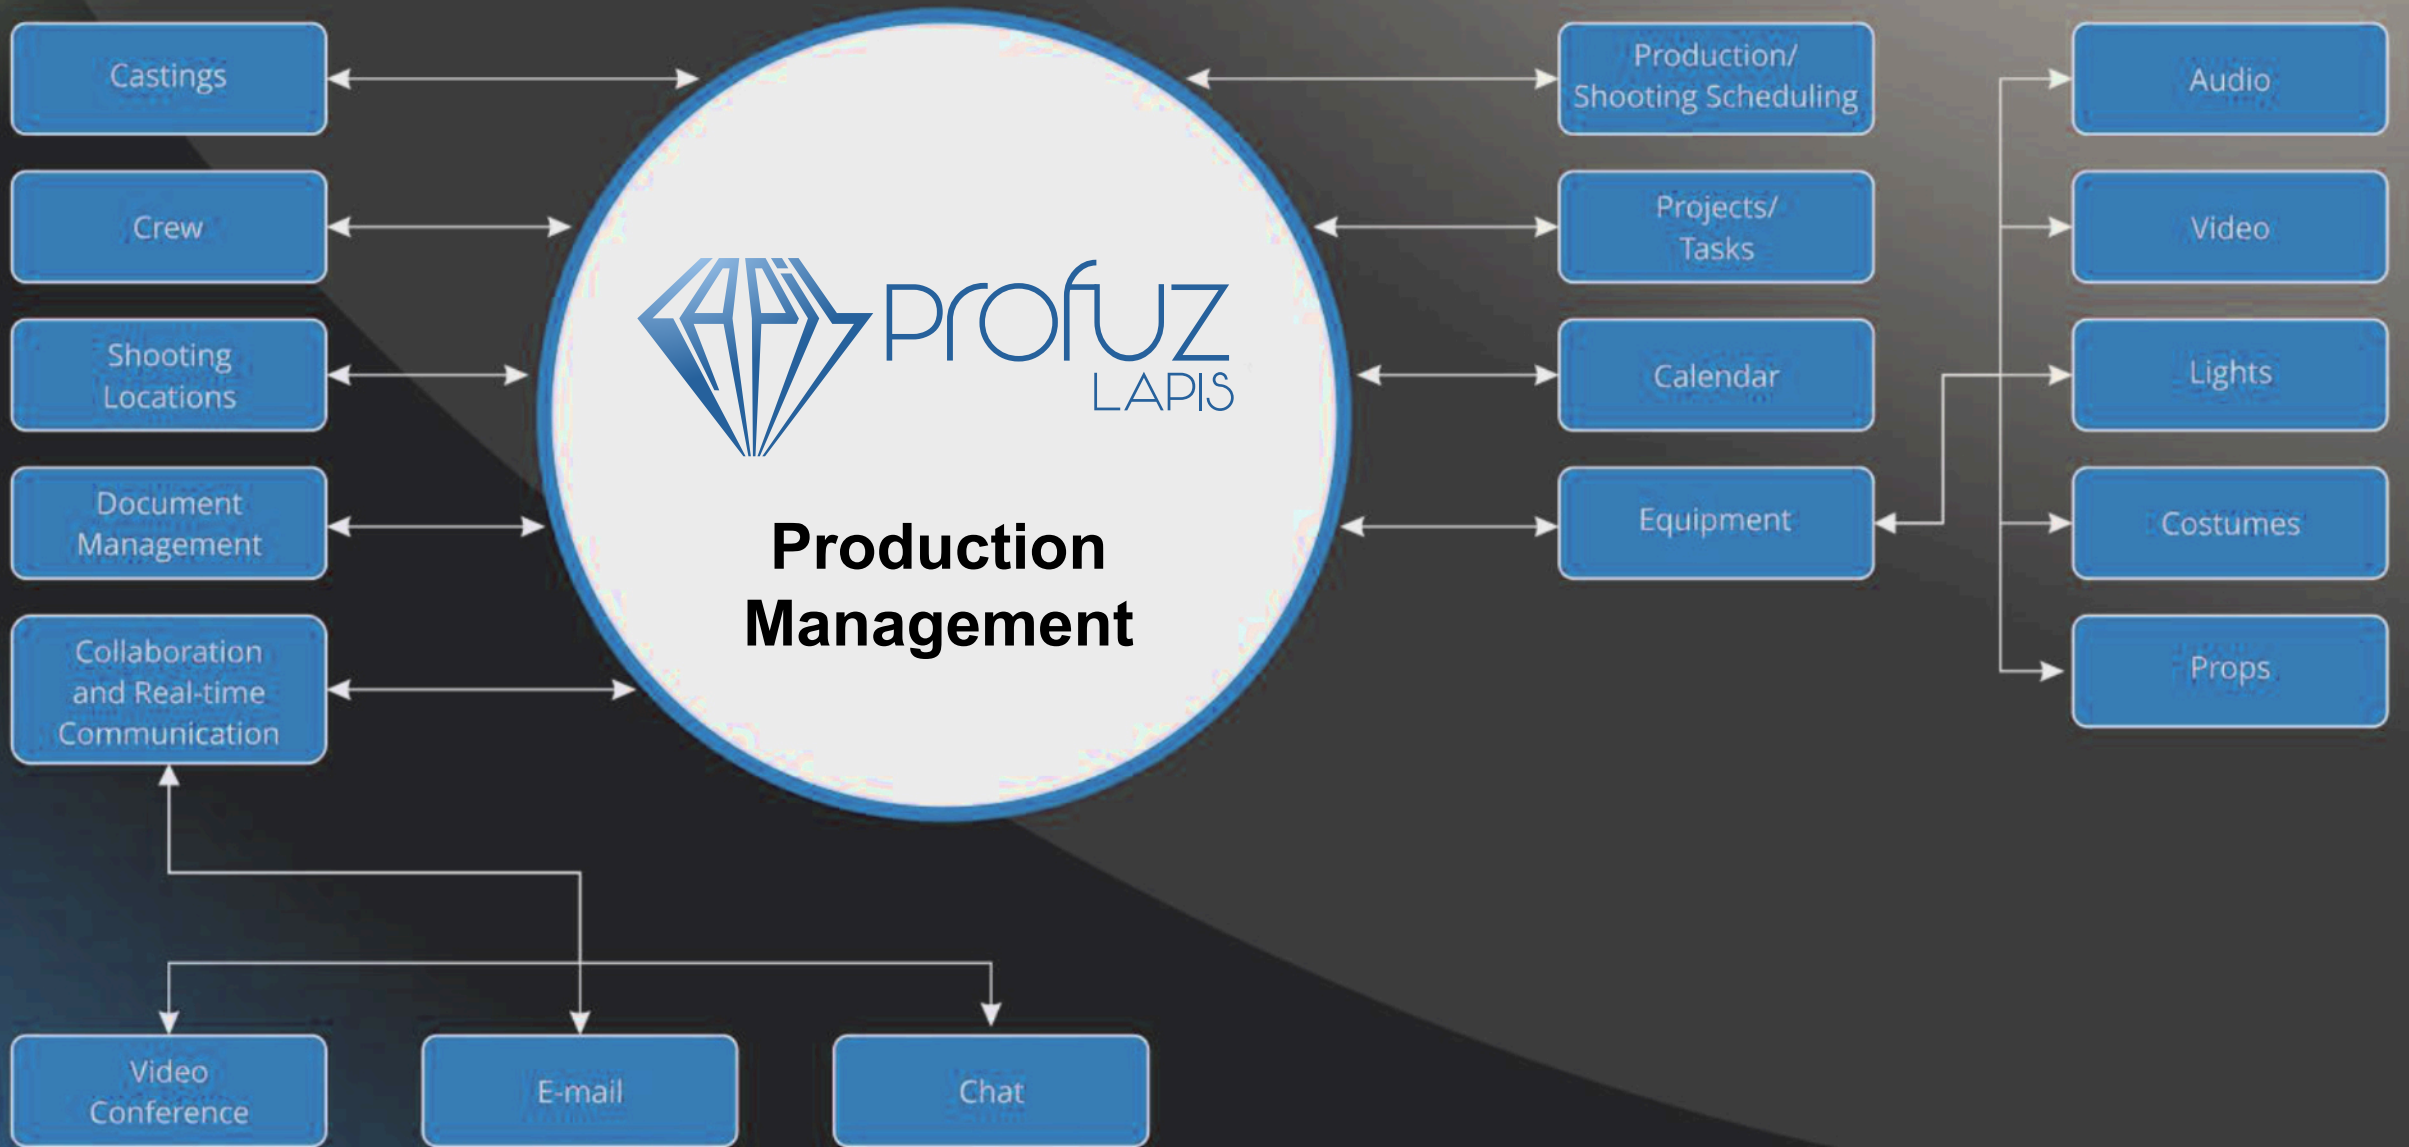 Castings
Crew
Shooting
Locations
Document
Management
Collaboration
and Real-time
Communication
Video
Conference
E-mail
Chat
LAPIS
profuz
LAPIS
Production
Management
Production/
Shooting Scheduling
Projects/
Tasks
Calendar
Equipment
Audio
Video
Lights
Costumes
Props